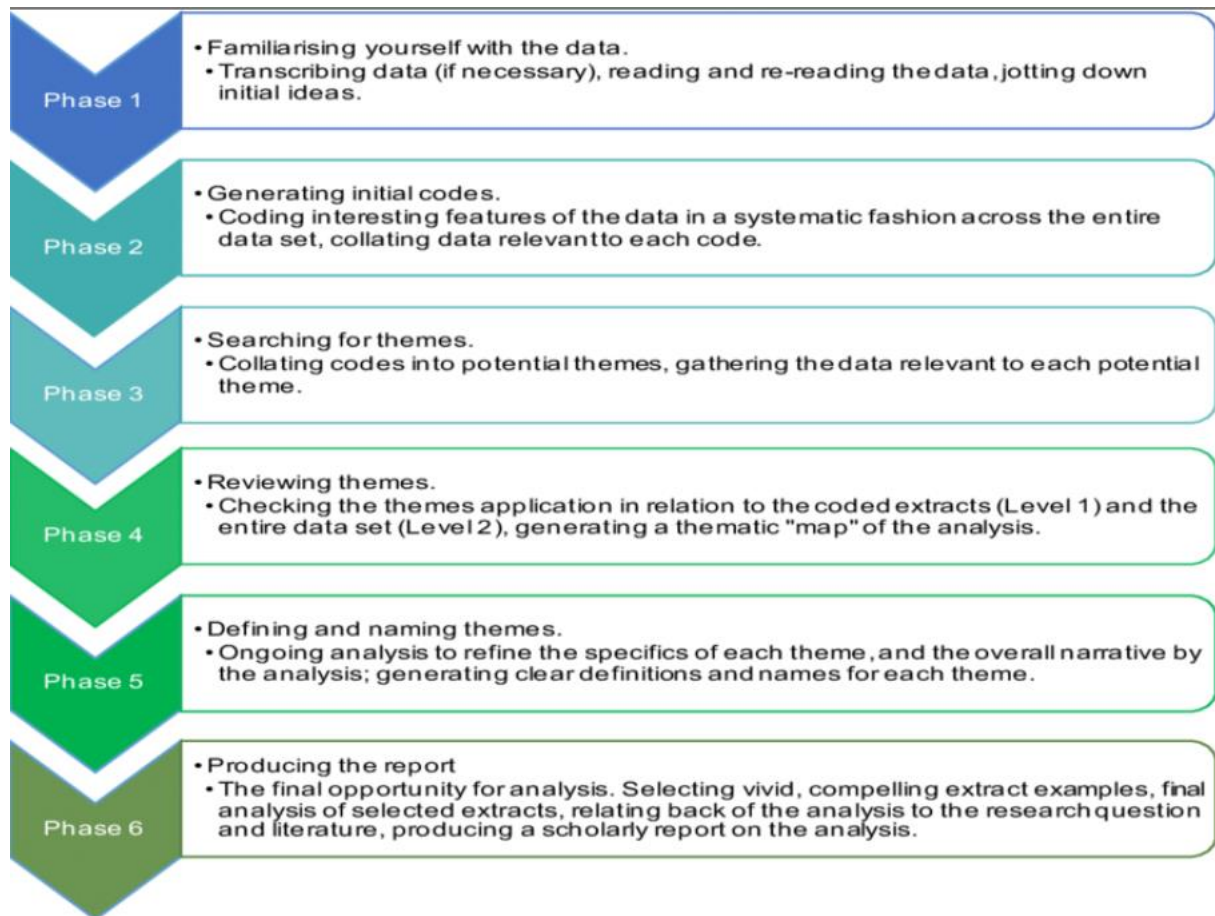 Phase 1
• Familiarising yourself with the data.
• Transcribing data (if necessary), reading and re-reading the data, jotting down
initial ideas.
Phase 2
• Generating initial codes.
• Coding interesting features of the data in a systematic fashion across the entire
data set, collating data relevant to each code.
Phase 3
• Searching for themes.
• Collating codes into potential themes, gathering the data relevant to each potential
theme.
Phase 4
• Reviewing themes.
• Checking the themes application in relation to the coded extracts (Level 1) and the
entire data set (Level 2), generating a thematic "map" of the analysis.
Phase 5
• Defining and naming themes.
• Ongoing analysis to refine the specifics of each theme, and the overall narrative by
the analysis; generating clear definitions and names for each theme.
Phase 6
• Producing the report
• The final opportunity for analysis. Selecting vivid, compelling extract examples, final
analysis of selected extracts, relating back of the analysis to the research question
and literature, producing a scholarly report on the analysis.